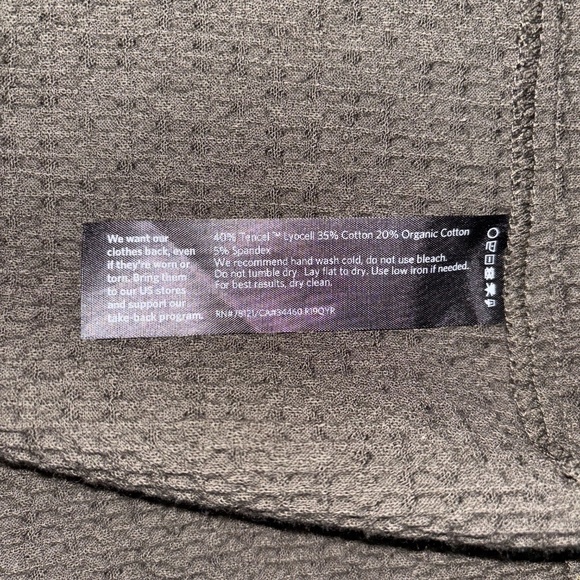 We want our
clothes back, even
if they're worn or
torn. Bring them
to our US stores
and support our
take-back program.
40% Tencel ™ Lyocell 35% Cotton 20% Organic Cotton
5% Spandex
We recommend hand wash cold, do not use bleach.
Do not tumble dry. Lay flat to dry. Use low iron if needed.
For best results, dry clean.
RN#78121/CA#34460 R19QYR